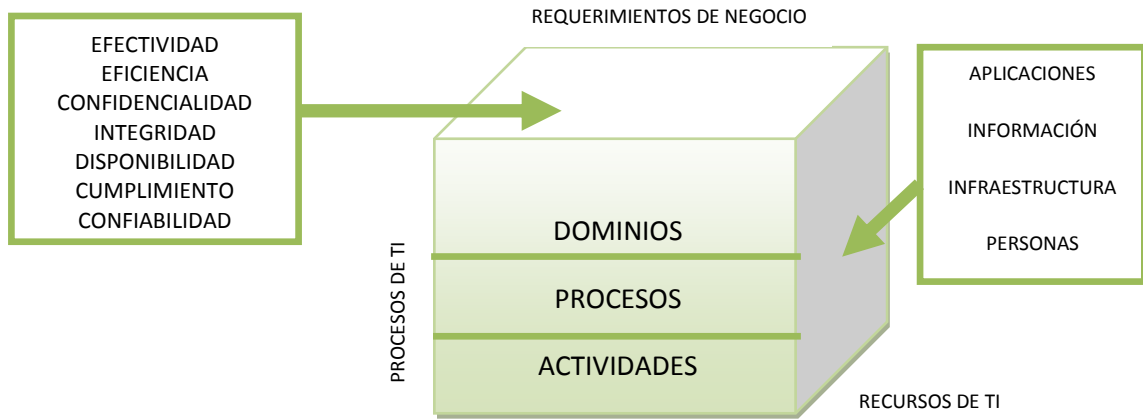 REQUERIMIENTOS DE NEGOCIO
EFECTIVIDAD
EFICIENCIA
CONFIDENCIALIDAD
INTEGRIDAD
DISPONIBILIDAD
CUMPLIMIENTO
CONFIABILIDAD
APLICACIONES
INFORMACIÓN
INFRAESTRUCTURA
PERSONAS
PROCESOS DE TI
DOMINIOS
PROCESOS
ACTIVIDADES
RECURSOS DE TI